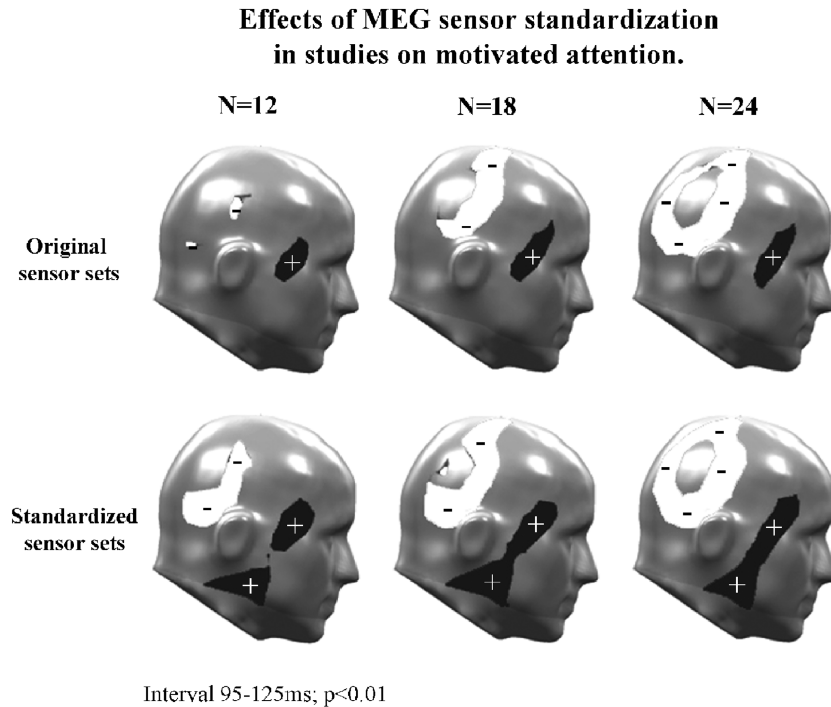 Effects of MEG sensor standardization
in studies on motivated attention.
N=12 N=18 N=24
Original
sensor sets
- - + - - + - - - - +
Standardized
sensor sets
- - + + - - + + - - - - + +
Interval 95-125ms; p<0.01